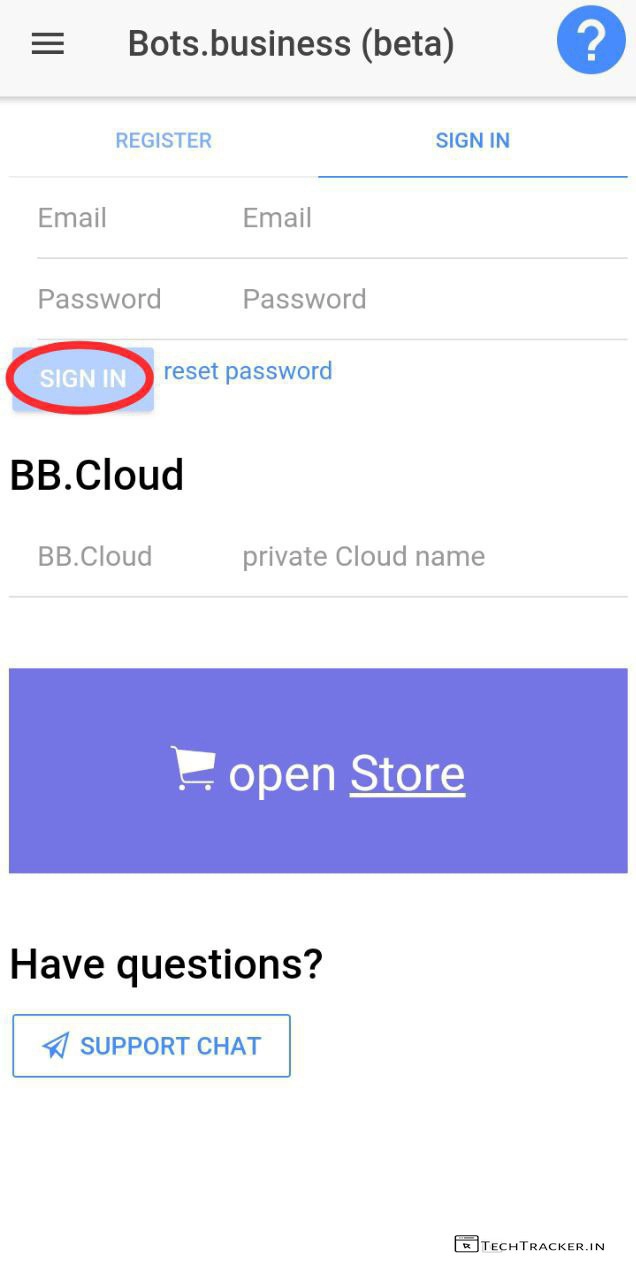 Bots.business (beta)
?
REGISTER SIGN IN
Email Email
Password Password
SIGN IN reset password
BB.Cloud
BB.Cloud private Cloud name
open Store
Have questions?
SUPPORT CHAT
TECHTRACKER.IN